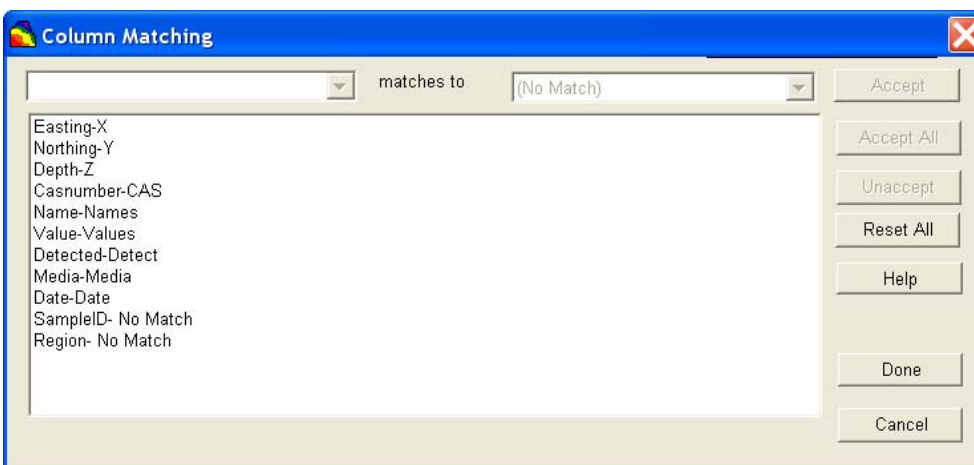 Column Matching
matches to
(No Match)
Accept
Easting-X
Northing-Y
Depth-Z
Casnumber-CAS
Name-Names
Value-Values
Detected-Detect
Media-Media
Date-Date
SampleID- No Match
Region- No Match
Accept All
Unaccept
Reset All
Help
Done
Cancel